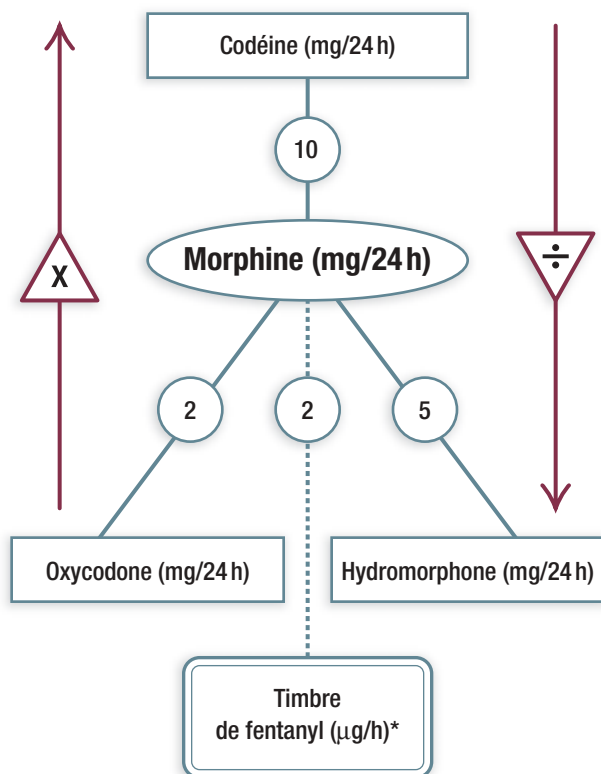 Codéine (mg/24 h)
10
Morphine (mg/24 h)
X
÷
2
2
5
Oxycodone (mg/24 h)
Hydromorphone (mg/24 h)
Timbre
de fentanyl (µg/h)*